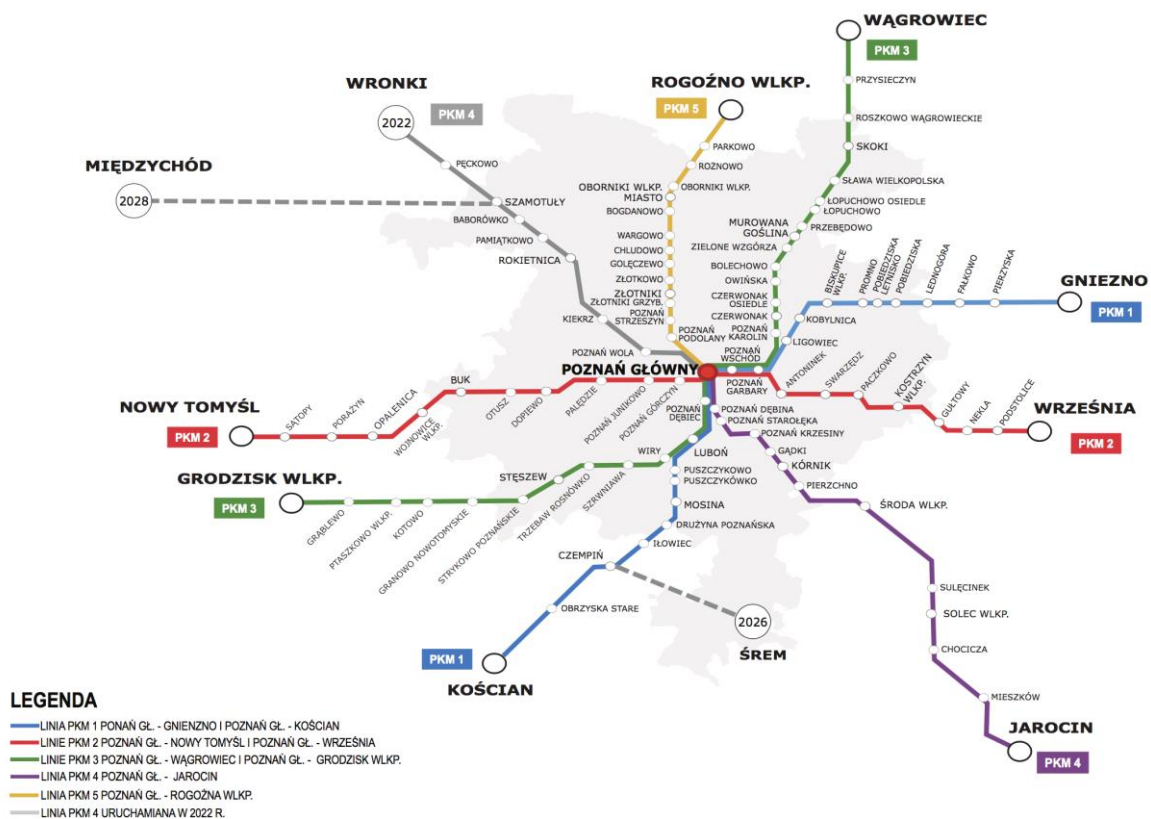 WĄGROWIEC
PKM 3
PRZYSIECZYN
ROSZKOWO WĄGROWIECKIE
SKOKI
SŁAWA WIELKOPOLSKA
ŁOPUCHOWO OSIEDLE
ŁOPUCHOWO
PRZEBĘDOWO
MUROWANA
GOŚLINA
ZIELONE WZGÓRZA
BOLECHOWO
OWIŃSKA
CZERWONAK
OSIEDLE
CZERWONAK
POZNAŃ
KAROLIN
POZNAŃ
WSCHÓD
POZNAŃ
GARBARY
ROGOŹNO WLKP.
PKM 5
PARKOWO
ROŻNOWO
OBORNIKI WLKP.
OBORNIKI WLKP.
MIASTO
BOGDANOWO
WARGOWO
CHLUDOWO
GOLĘCZEWO
ZŁOTKOWO
ZŁOTNIKI
ZŁOTNIKI GRZYB.
POZNAŃ
STRZESZYN
POZNAŃ
PODOLANY
WRONKI
PKM 4
2022
PĘCKOWO
MIĘDZYCHÓD
2028
SZAMOTUŁY
BABORÓWKO
PAMIĄTKOWO
ROKIETNICA
KIEKRZ
POZNAŃ WOLA
POZNAŃ GŁÓWNY
BISKUPICE
WLKP.
PROMNO
POBIEDZISKA
LETNISKO
POBIEDZISKA
LEDNOGÓRA
FAŁKOWO
PIERZYSKA
GNIEZNO
PKM 1
KOBYLNICA
LIGOWIEC
ANTONINEK
SWARZĘDZ
PACZKOWO
KOSTRZYN
WLKP.
GUŁTOWY
NEKLA
PODSTOLICE
WRZEŚNIA
PKM 2
NOWY TOMYŚL
PKM 2
SĄTOPY
PORAŻYN
OPALENICA
WOJNOWICE
WLKP.
BUK
OTUSZ
DOPIEWO
PALĘDZIE
POZNAŃ JUNIKOWO
POZNAŃ GÓRCZYN
POZNAŃ
DĘBIEC
POZNAŃ DĘBINA
POZNAŃ STAROŁĘKA
POZNAŃ KRZESINY
GĄDKI
KÓRNIK
PIERZCHNO
ŚRODA WLKP.
SULĘCINEK
SOLEC WLKP.
CHOCICZA
MIESZKÓW
JAROCIN
PKM 4
GRODZISK WLKP.
PKM 3
GRĄBLEWO
PTASZKOWO WLKP.
KOTOWO
GRANOWO NOWOTOMYSKIE
STRYKOWO POZNAŃSKIE
STĘSZEW
TRZEBAW ROSNÓWKO
SZRWNIAWA
WIRY
LUBOŃ
PUSZCZYKOWO
PUSZCZYKÓWKO
MOSINA
DRUŻYNA POZNAŃSKA
IŁOWIEC
CZEMPIŃ
OBRZYSKA STARE
2026
ŚREM
PKM 1
KOŚCIAN
LEGENDA
LINIA PKM 1 PONAŃ GŁ. - GNIENZNO I POZNAŃ GŁ. - KOŚCIAN
LINIE PKM 2 POZNAŃ GŁ. - NOWY TOMYŚL I POZNAŃ GŁ. - WRZEŚNIA
LINIE PKM 3 POZNAŃ GŁ. - WĄGROWIEC I POZNAŃ GŁ. - GRODZISK WLKP.
LINIA PKM 4 POZNAŃ GŁ. - JAROCIN
LINIA PKM 5 POZNAŃ GŁ. - ROGOŹNA WLKP.
LINIA PKM 4 URUCHAMIANA W 2022 R.